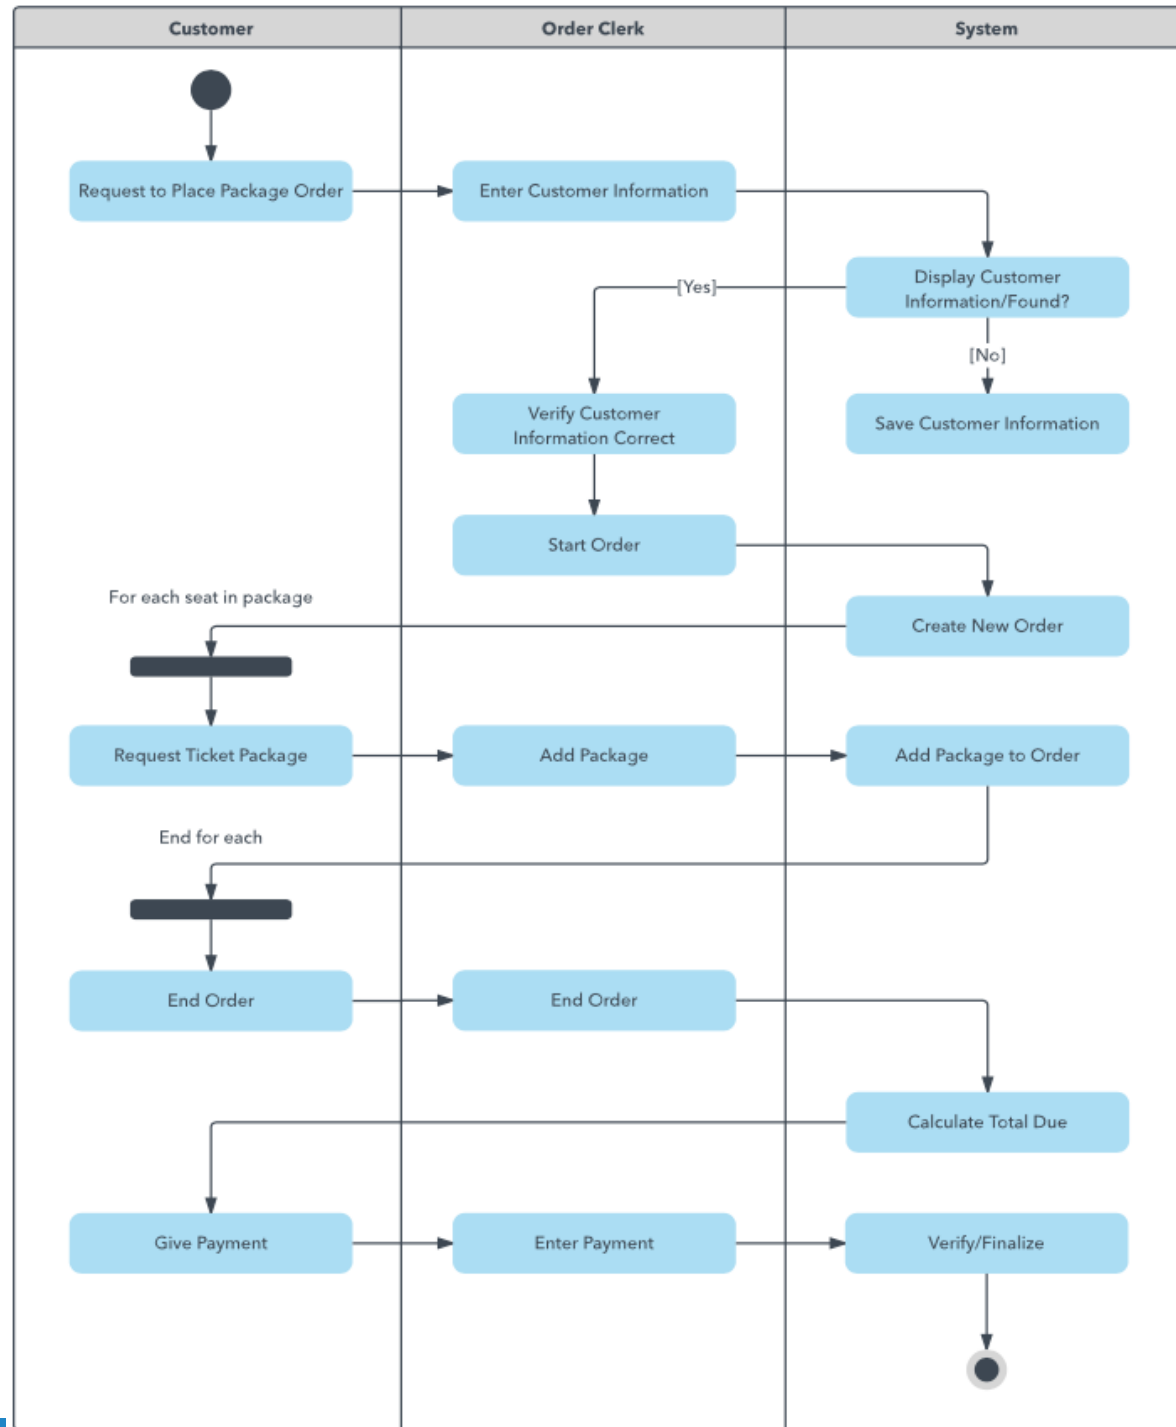 Customer
Order Clerk
System
Request to Place Package Order
Enter Customer Information
Display Customer
Information/Found?
[Yes]
[No]
Verify Customer
Information Correct
Save Customer Information
Start Order
For each seat in package
Create New Order
Request Ticket Package
Add Package
Add Package to Order
End for each
End Order
End Order
Calculate Total Due
Give Payment
Enter Payment
Verify/Finalize